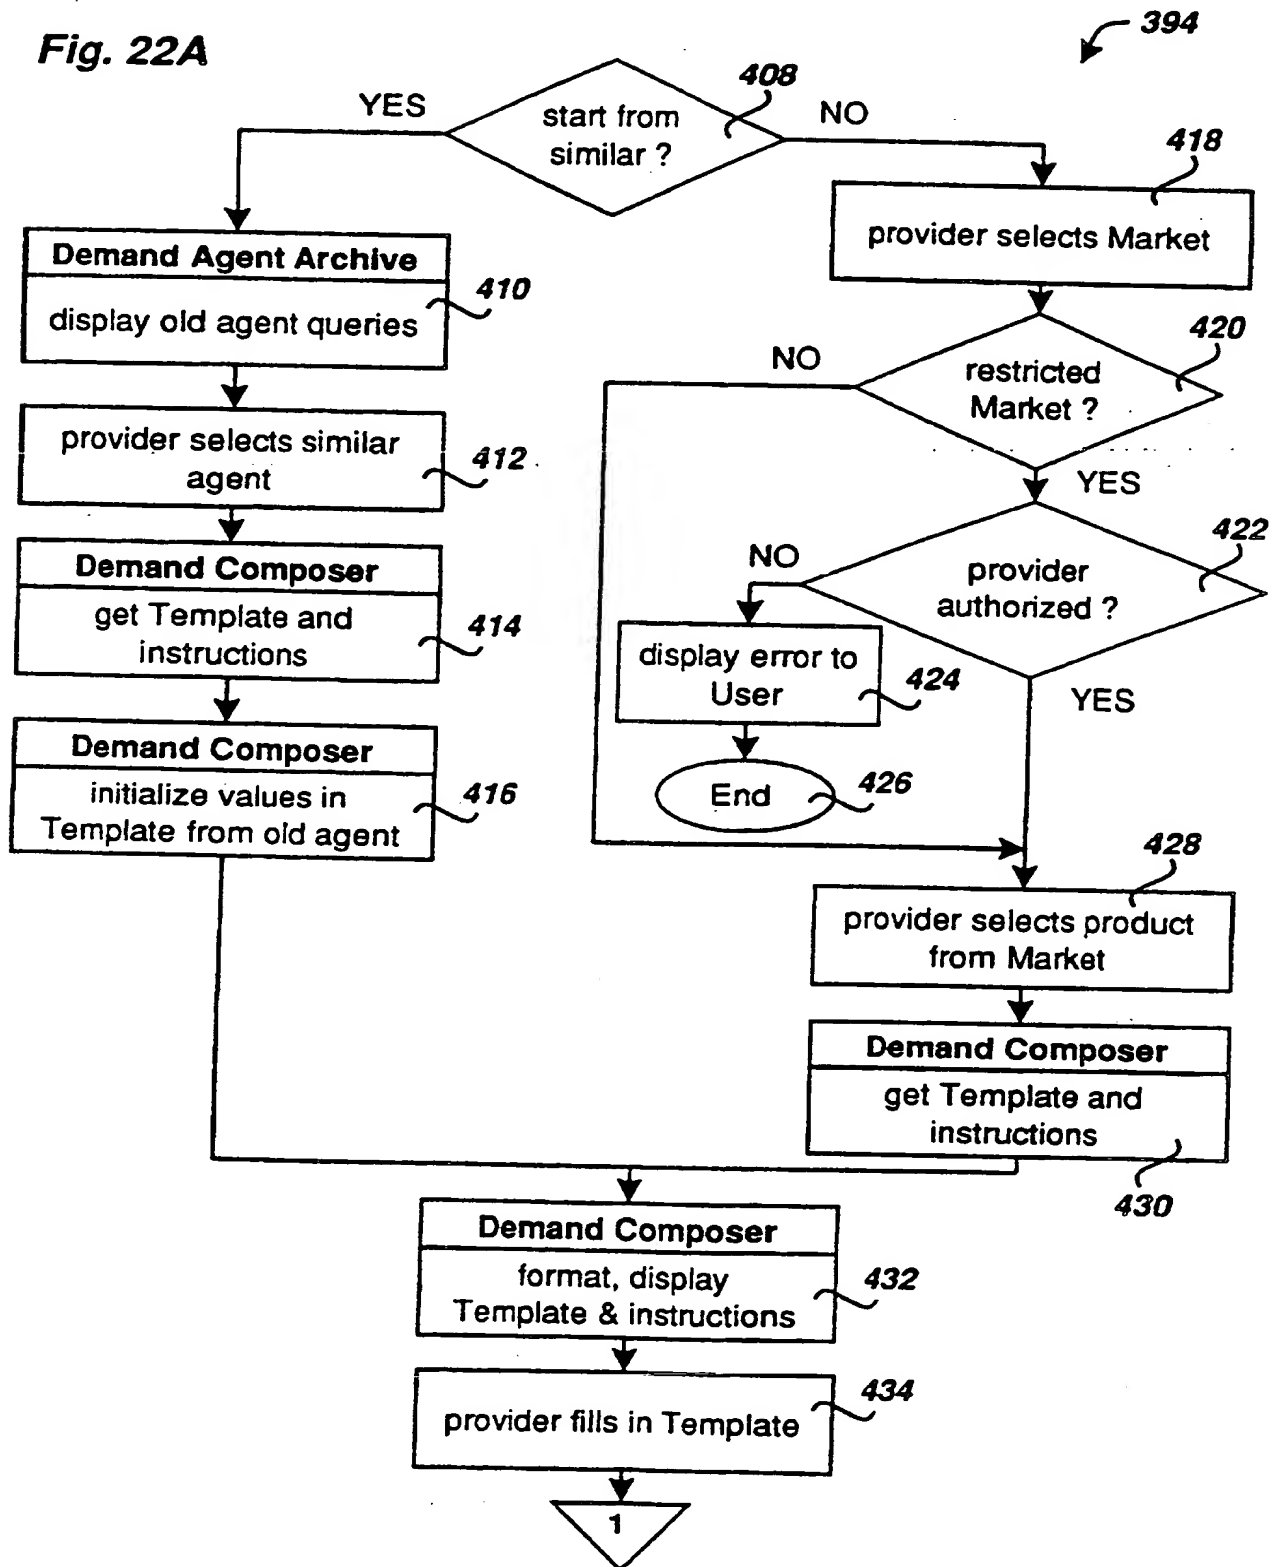 Fig. 22A
394
408
start from
similar ?
YES
NO
Demand Agent Archive
display old agent queries
410
provider selects similar
agent
412
Demand Composer
get Template and
instructions
414
Demand Composer
initialize values in
Template from old agent
416
418
provider selects Market
420
restricted
Market ?
NO
YES
422
provider
authorized ?
NO
YES
display error to
User
424
End
426
428
provider selects product
from Market
Demand Composer
get Template and
instructions
430
Demand Composer
format, display
Template & instructions
432
provider fills in Template
434
1